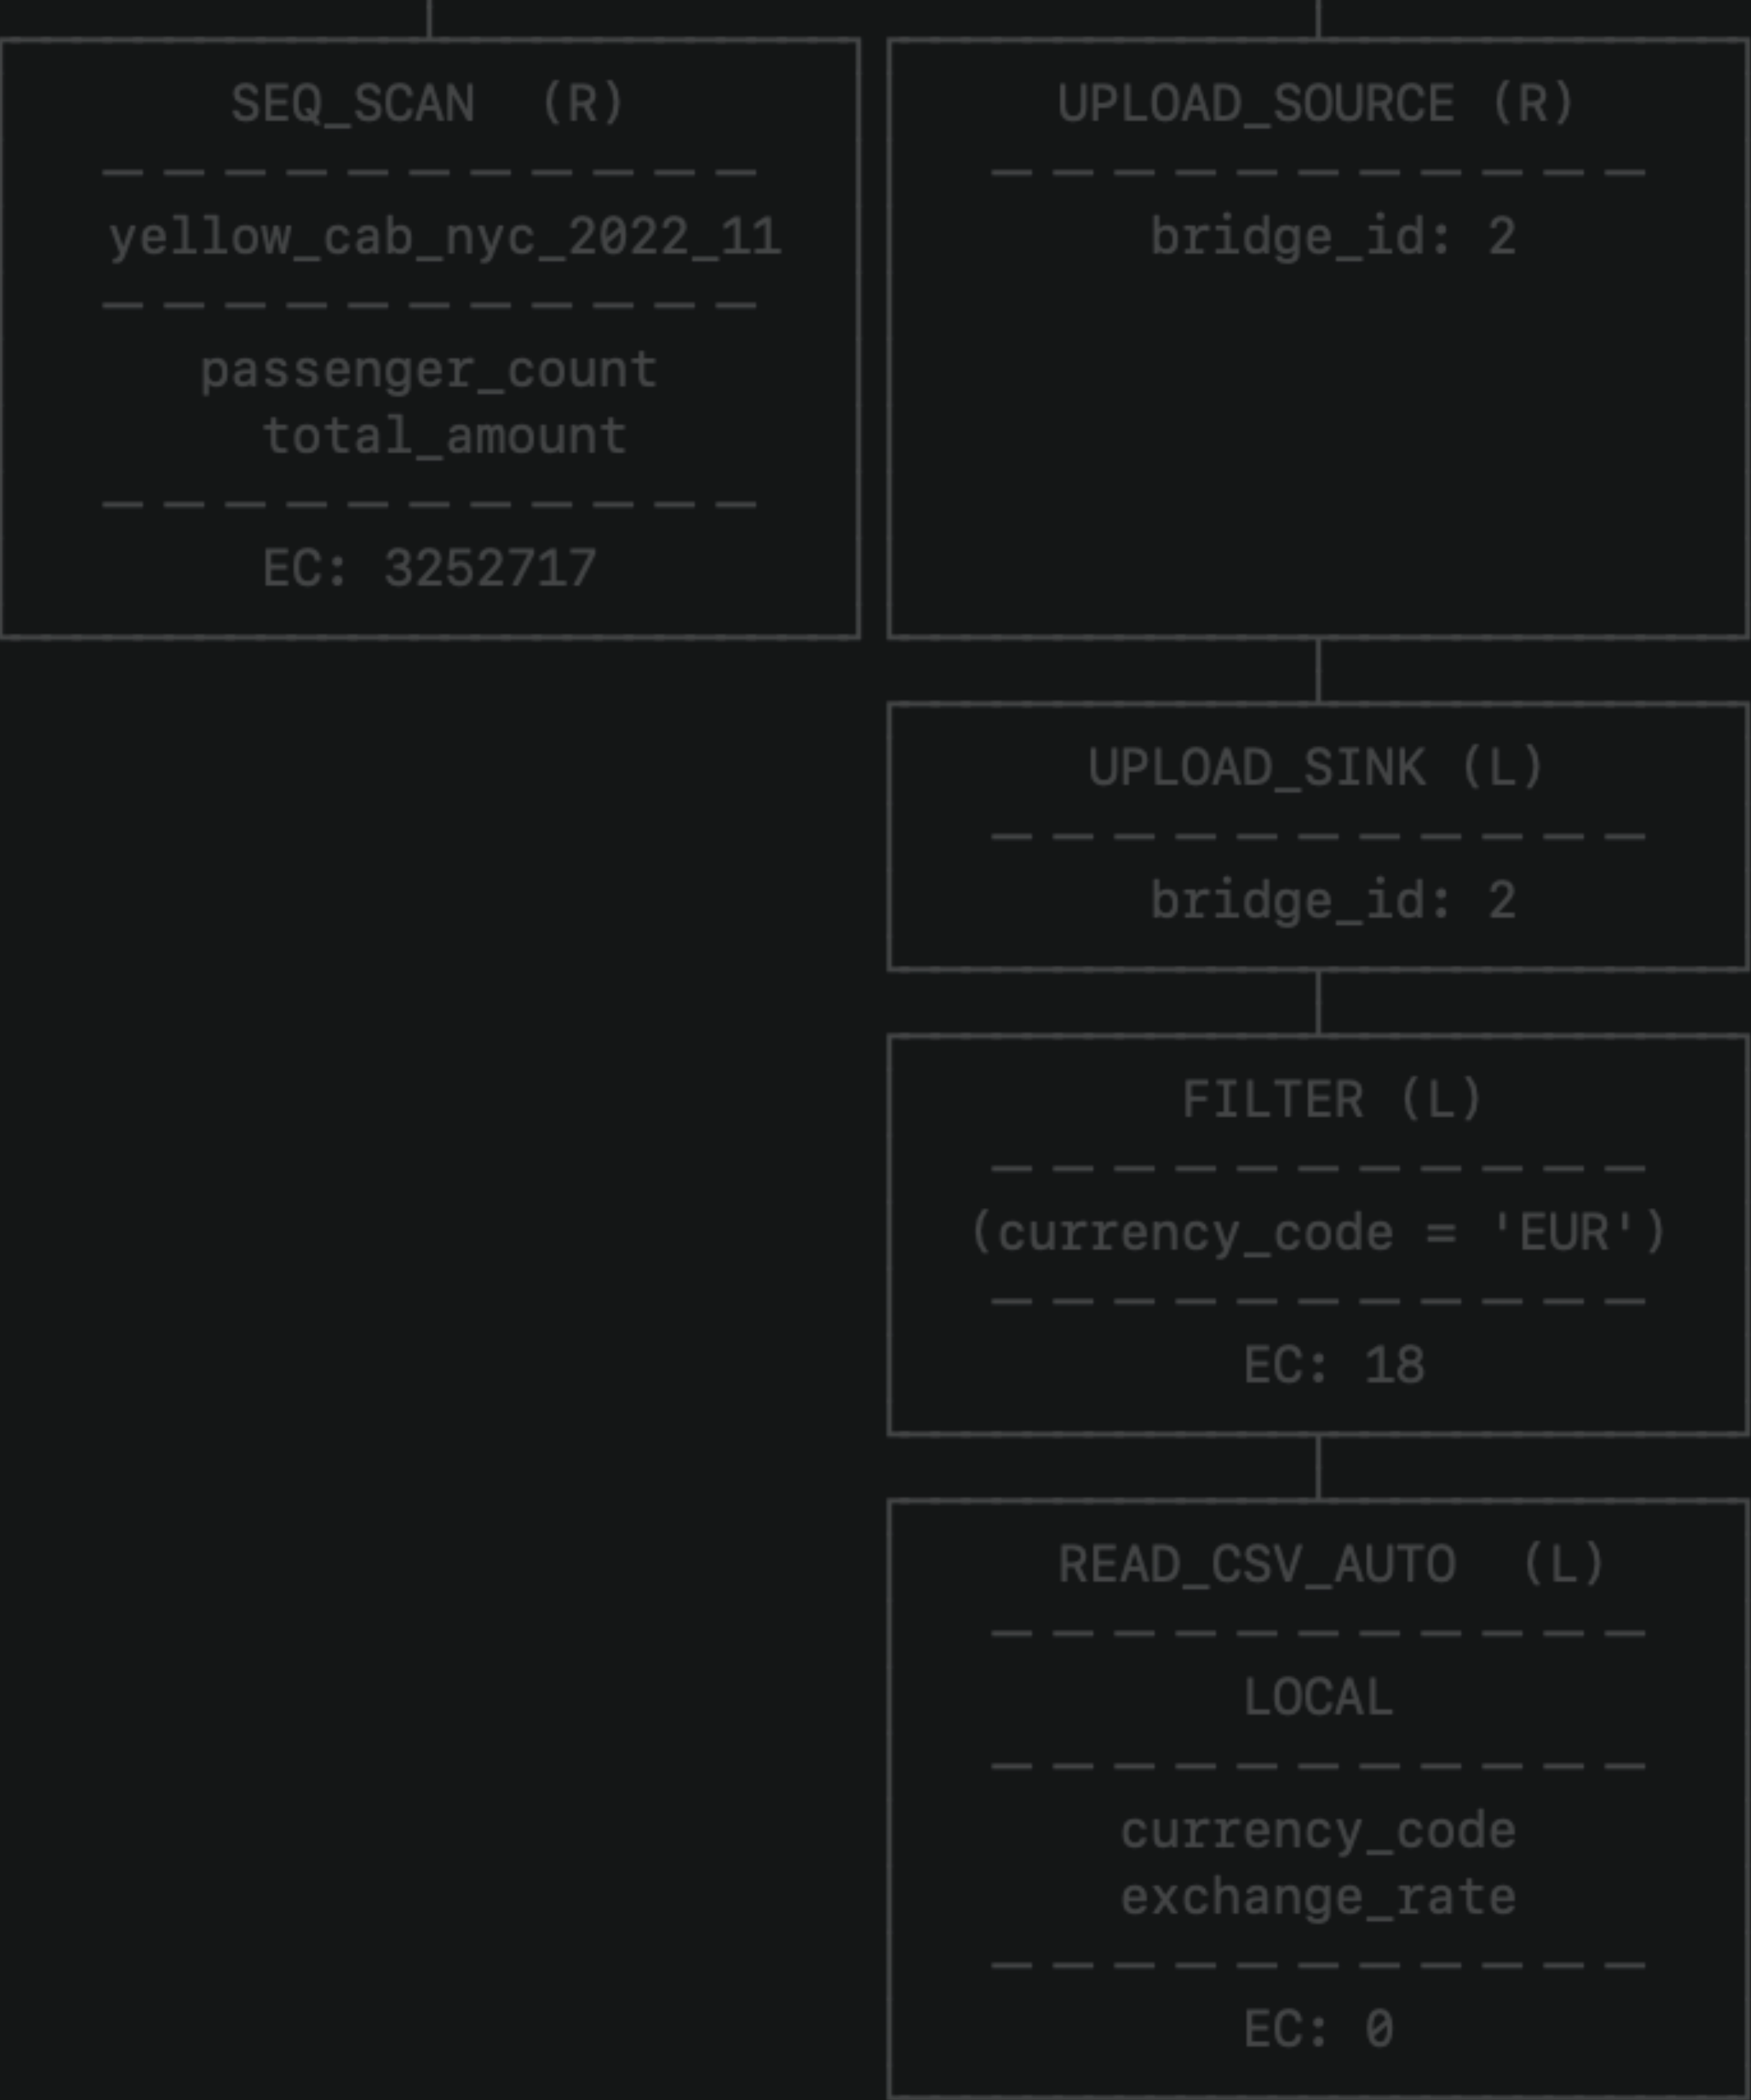 SEQ_SCAN (R)
yellow_cab_nyc_2022_11
passenger_count
total_amount
EC: 3252717
UPLOAD_SOURCE (R)
bridge_id: 2
UPLOAD_SINK (L)
bridge_id: 2
FILTER (L)
(currency_code = 'EUR')
EC: 18
READ_CSV_AUTO (L)
LOCAL
currency_code
exchange_rate
EC: 0